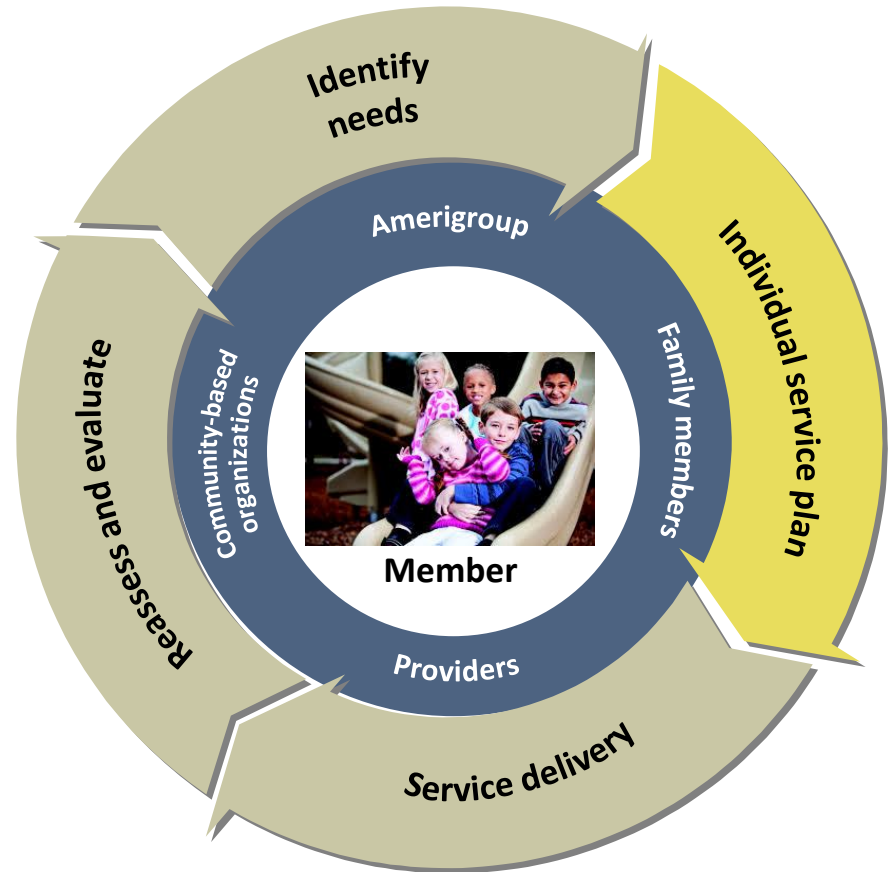 Identify
needs
Amerigroup
Individual service plan
Family members
Community-based
organizations
Reassess and evaluate
Member
Providers
Service delivery